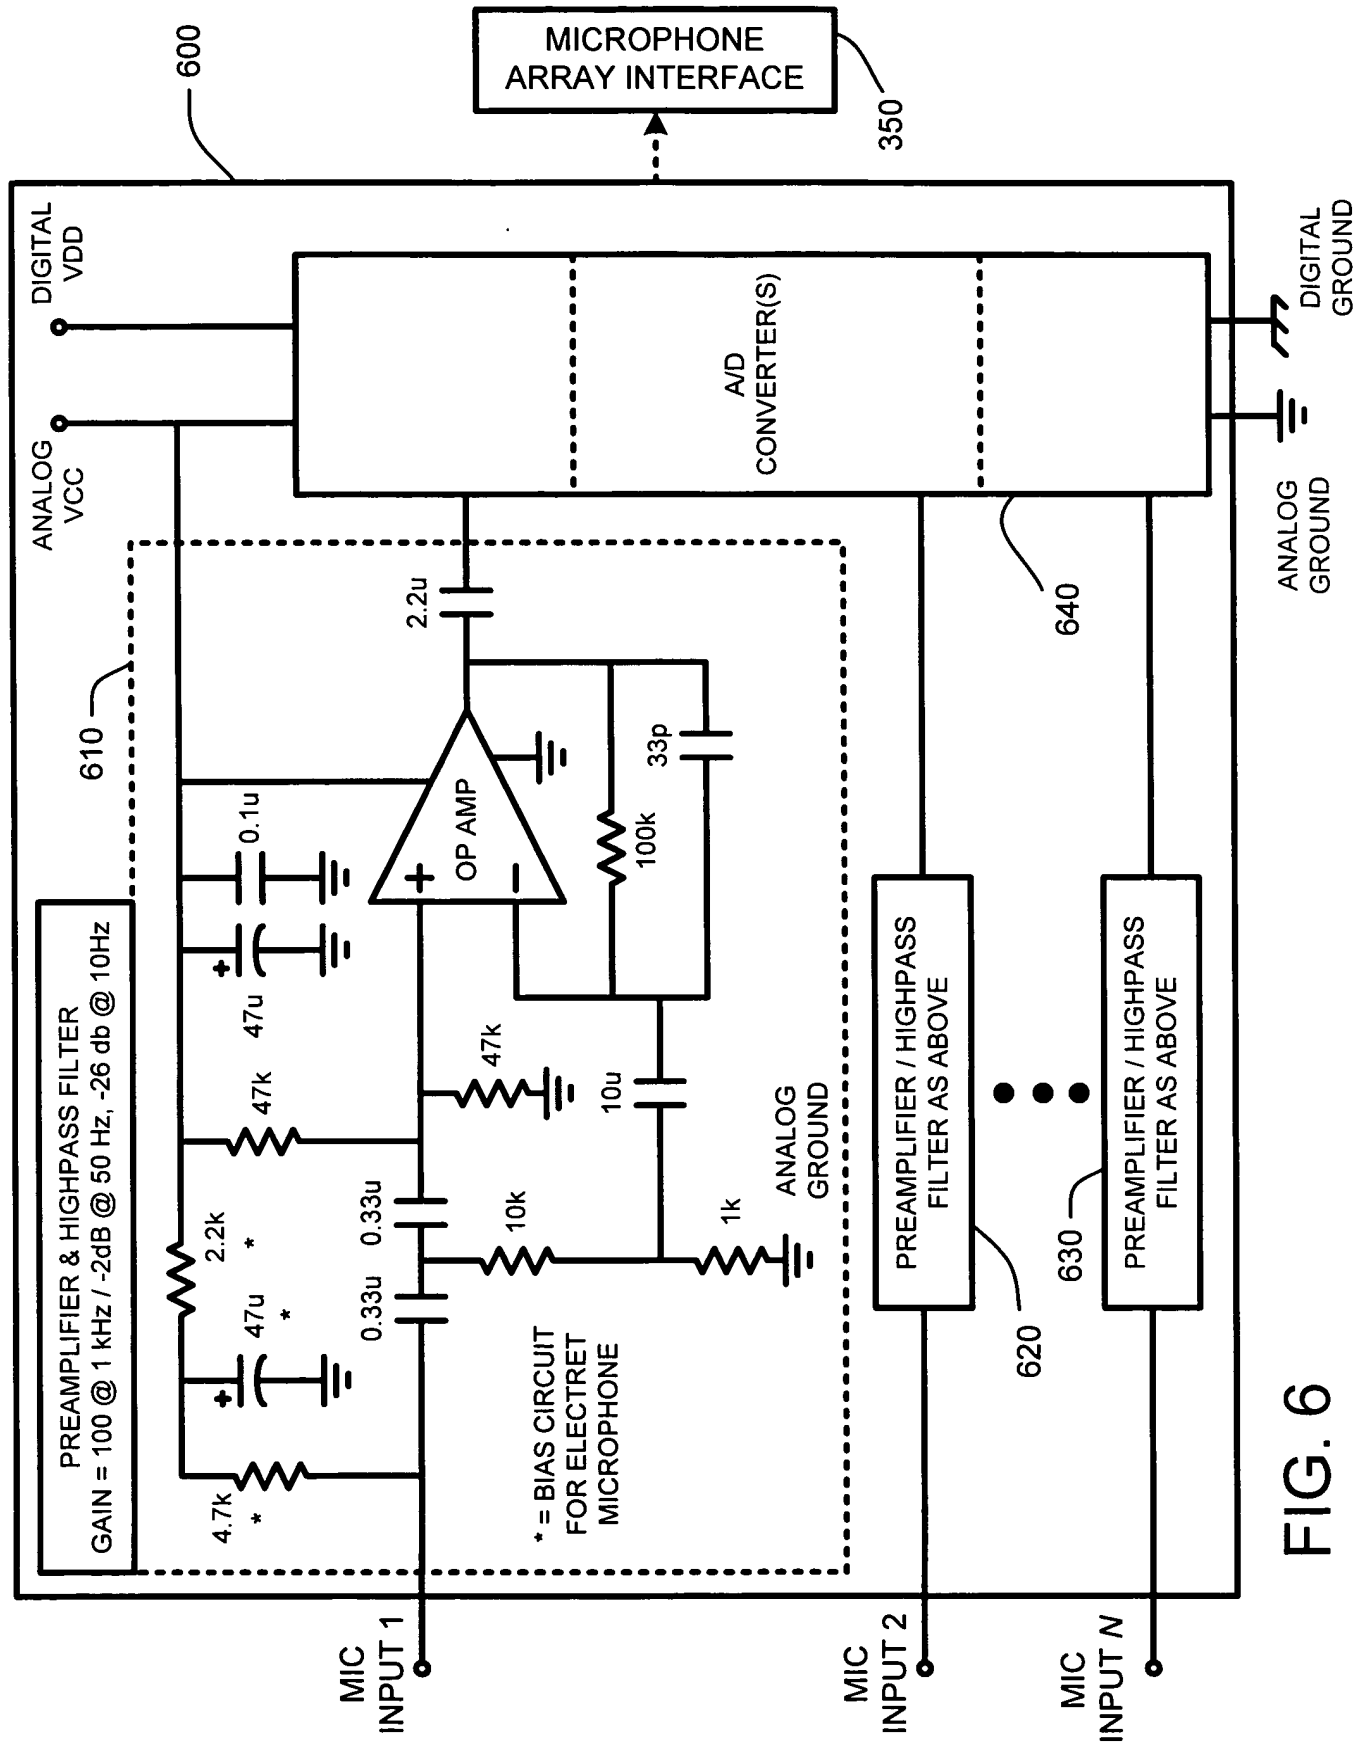 600
MICROPHONE
ARRAY INTERFACE
350
DIGITAL
VDD
ANALOG
VCC
610
PREAMPLIFIER & HIGHPASS FILTER
GAIN = 100 @ 1 kHz / -2dB @ 50 Hz, -26 db @ 10Hz
4.7k
*
47u
*
2.2k
*
47k
47u
+
+
0.1u
0.33u
0.33u
47k
10k
10u
1k
ANALOG
GROUND
+
−
OP AMP
2.2u
100k
33p
* = BIAS CIRCUIT
FOR ELECTRET
MICROPHONE
A/D
CONVERTER(S)
640
MIC
INPUT 1
MIC
INPUT 2
MIC
INPUT N
PREAMPLIFIER / HIGHPASS
FILTER AS ABOVE
620
630
PREAMPLIFIER / HIGHPASS
FILTER AS ABOVE
ANALOG
GROUND
DIGITAL
GROUND
FIG. 6